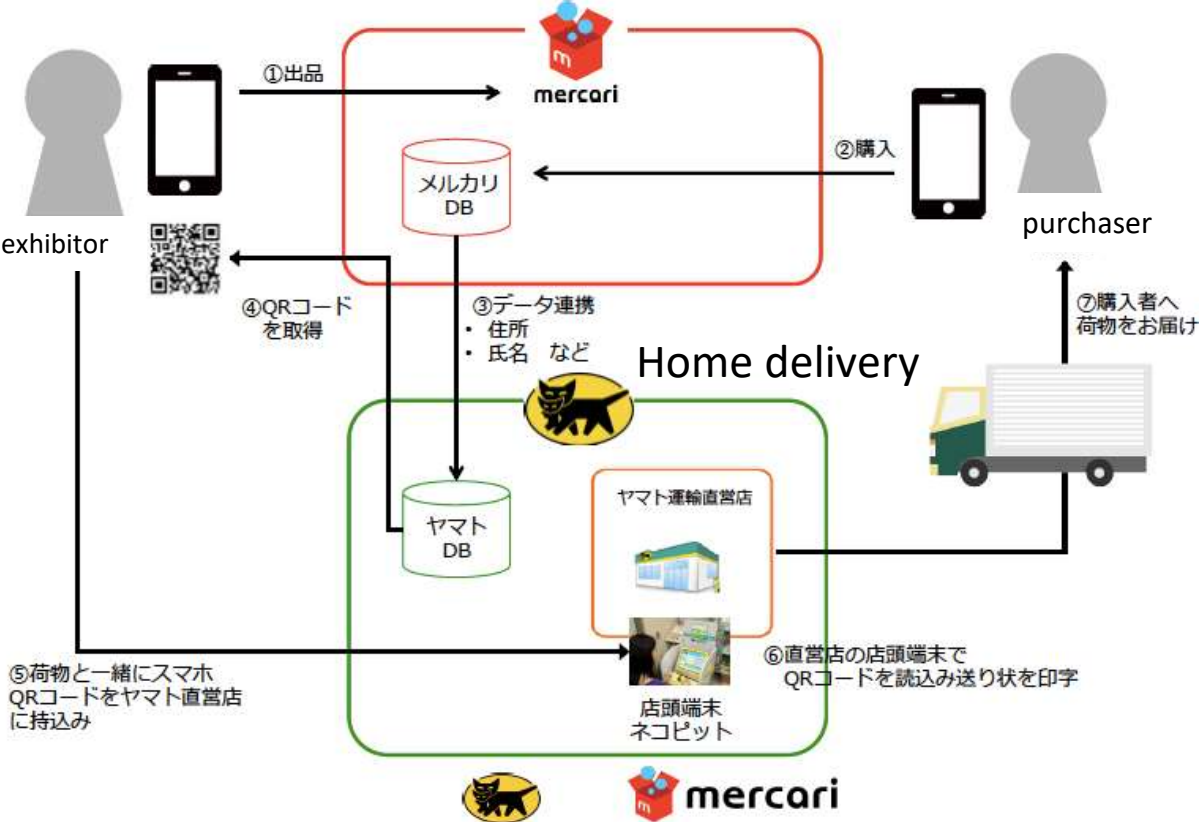 mercari
①出品
②購入
メルカリ
DB
exhibitor
purchaser
④QRコード
を取得
③データ連携
・ 住所
・ 氏名 など
⑦購入者へ
荷物をお届け
Home delivery
ヤマト運輸直営店
ヤマト
DB
⑤荷物と一緒にスマホ
QRコードをヤマト直営店
に持込み
⑥直営店の店頭端末で
QRコードを読込み送り状を印字
店頭端末
ネコピット
mercari